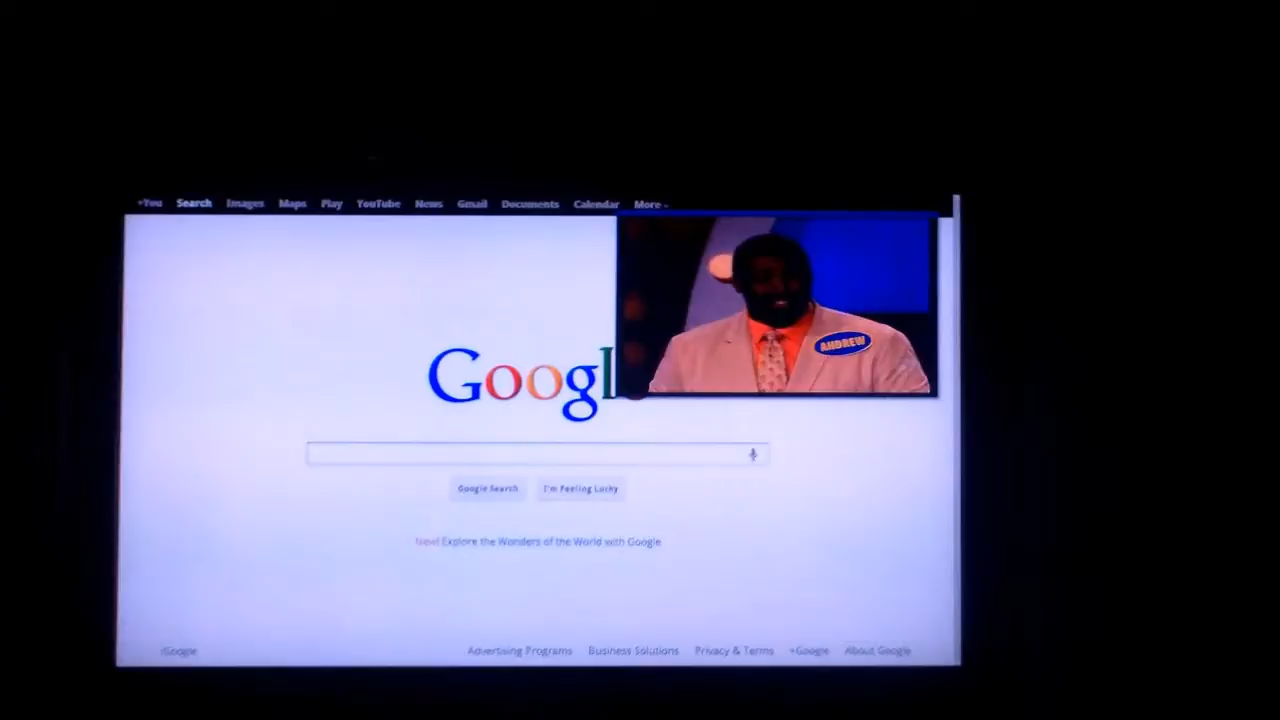 +You Search Images Maps Play YouTube News Gmail Documents Calendar More
ANDREW
Googl
Google Search I'm Feeling Lucky
New! Explore the Wonders of the World with Google
iGoogle Advertising Programs Business Solutions Privacy & Terms +Google About Google